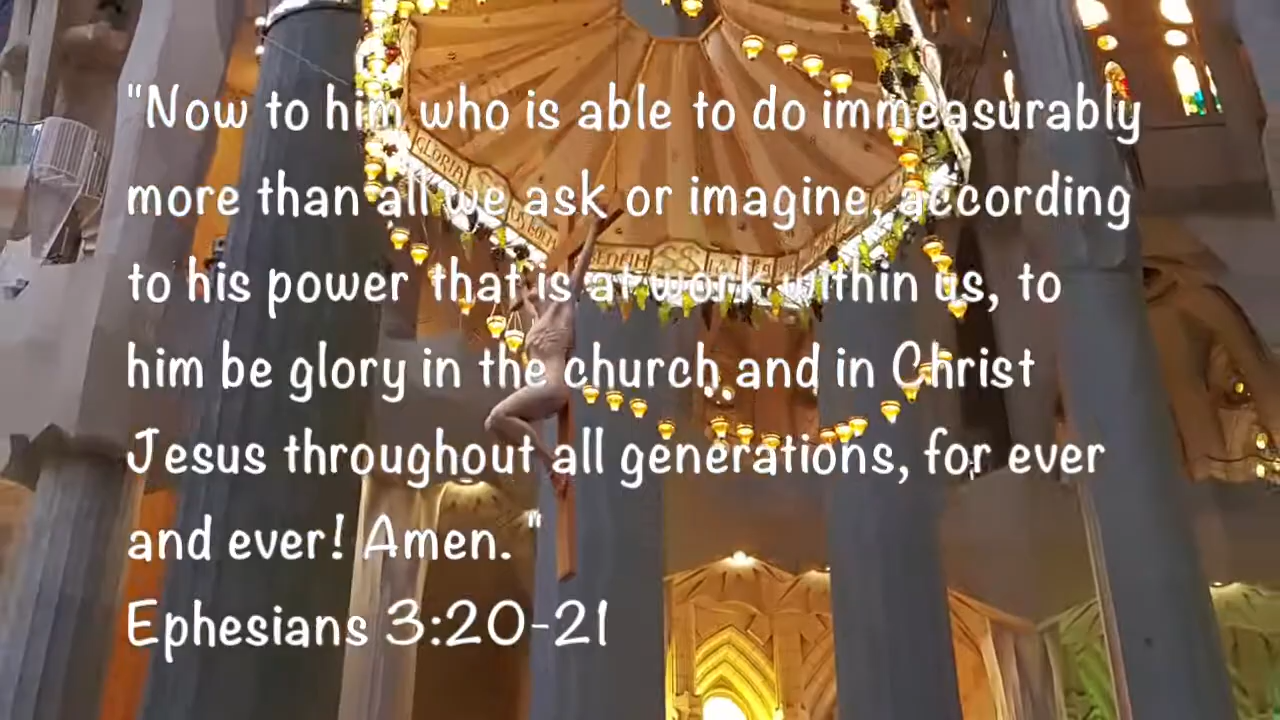 "Now to him who is able to do immeasurably
more than all we ask or imagine, according
to his power that is at work within us, to
him be glory in the church and in Christ
Jesus throughout all generations, for ever
and ever! Amen."
Ephesians 3:20-21
GLORIA